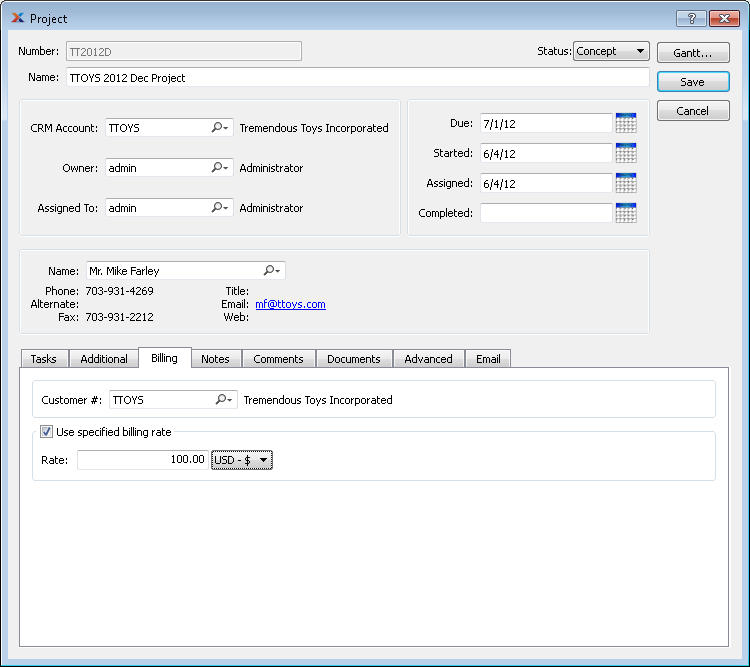 Project
?
Number: TT2012D Status: Concept Gantt...
Name: TTOYS 2012 Dec Project Save
Cancel
CRM Account: TTOYS Tremendous Toys Incorporated
Owner: admin Administrator
Assigned To: admin Administrator
Due: 7/1/12
Started: 6/4/12
Assigned: 6/4/12
Completed:
Name: Mr. Mike Farley
Phone: 703-931-4269 Title:
Alternate: Email: mf@ttoys.com
Fax: 703-931-2212 Web:
Tasks Additional Billing Notes Comments Documents Advanced Email
Customer #: TTOYS Tremendous Toys Incorporated
Use specified billing rate
Rate: 100.00 USD - $